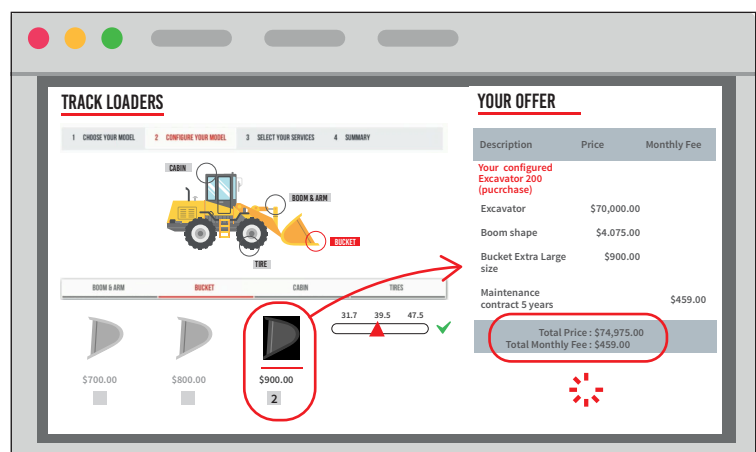 TRACK LOADERS
1 CHOOSE YOUR MODEL 2 CONFIGURE YOUR MODEL 3 SELECT YOUR SERVICES 4 SUMMARY
CABIN
BOOM & ARM
BUCKET
TIRE
BOOM & ARM BUCKET CABIN TIRES
31.7 39.5 47.5
$700.00 $800.00 $900.00
2
YOUR OFFER
Description Price Monthly Fee
Your configured
Excavator 200
(pucrchase)
Excavator $70,000.00
Boom shape $4.075.00
Bucket Extra Large $900.00
size
Maintenance
contract 5 years $459.00
Total Price : $74,975.00
Total Monthly Fee : $459.00